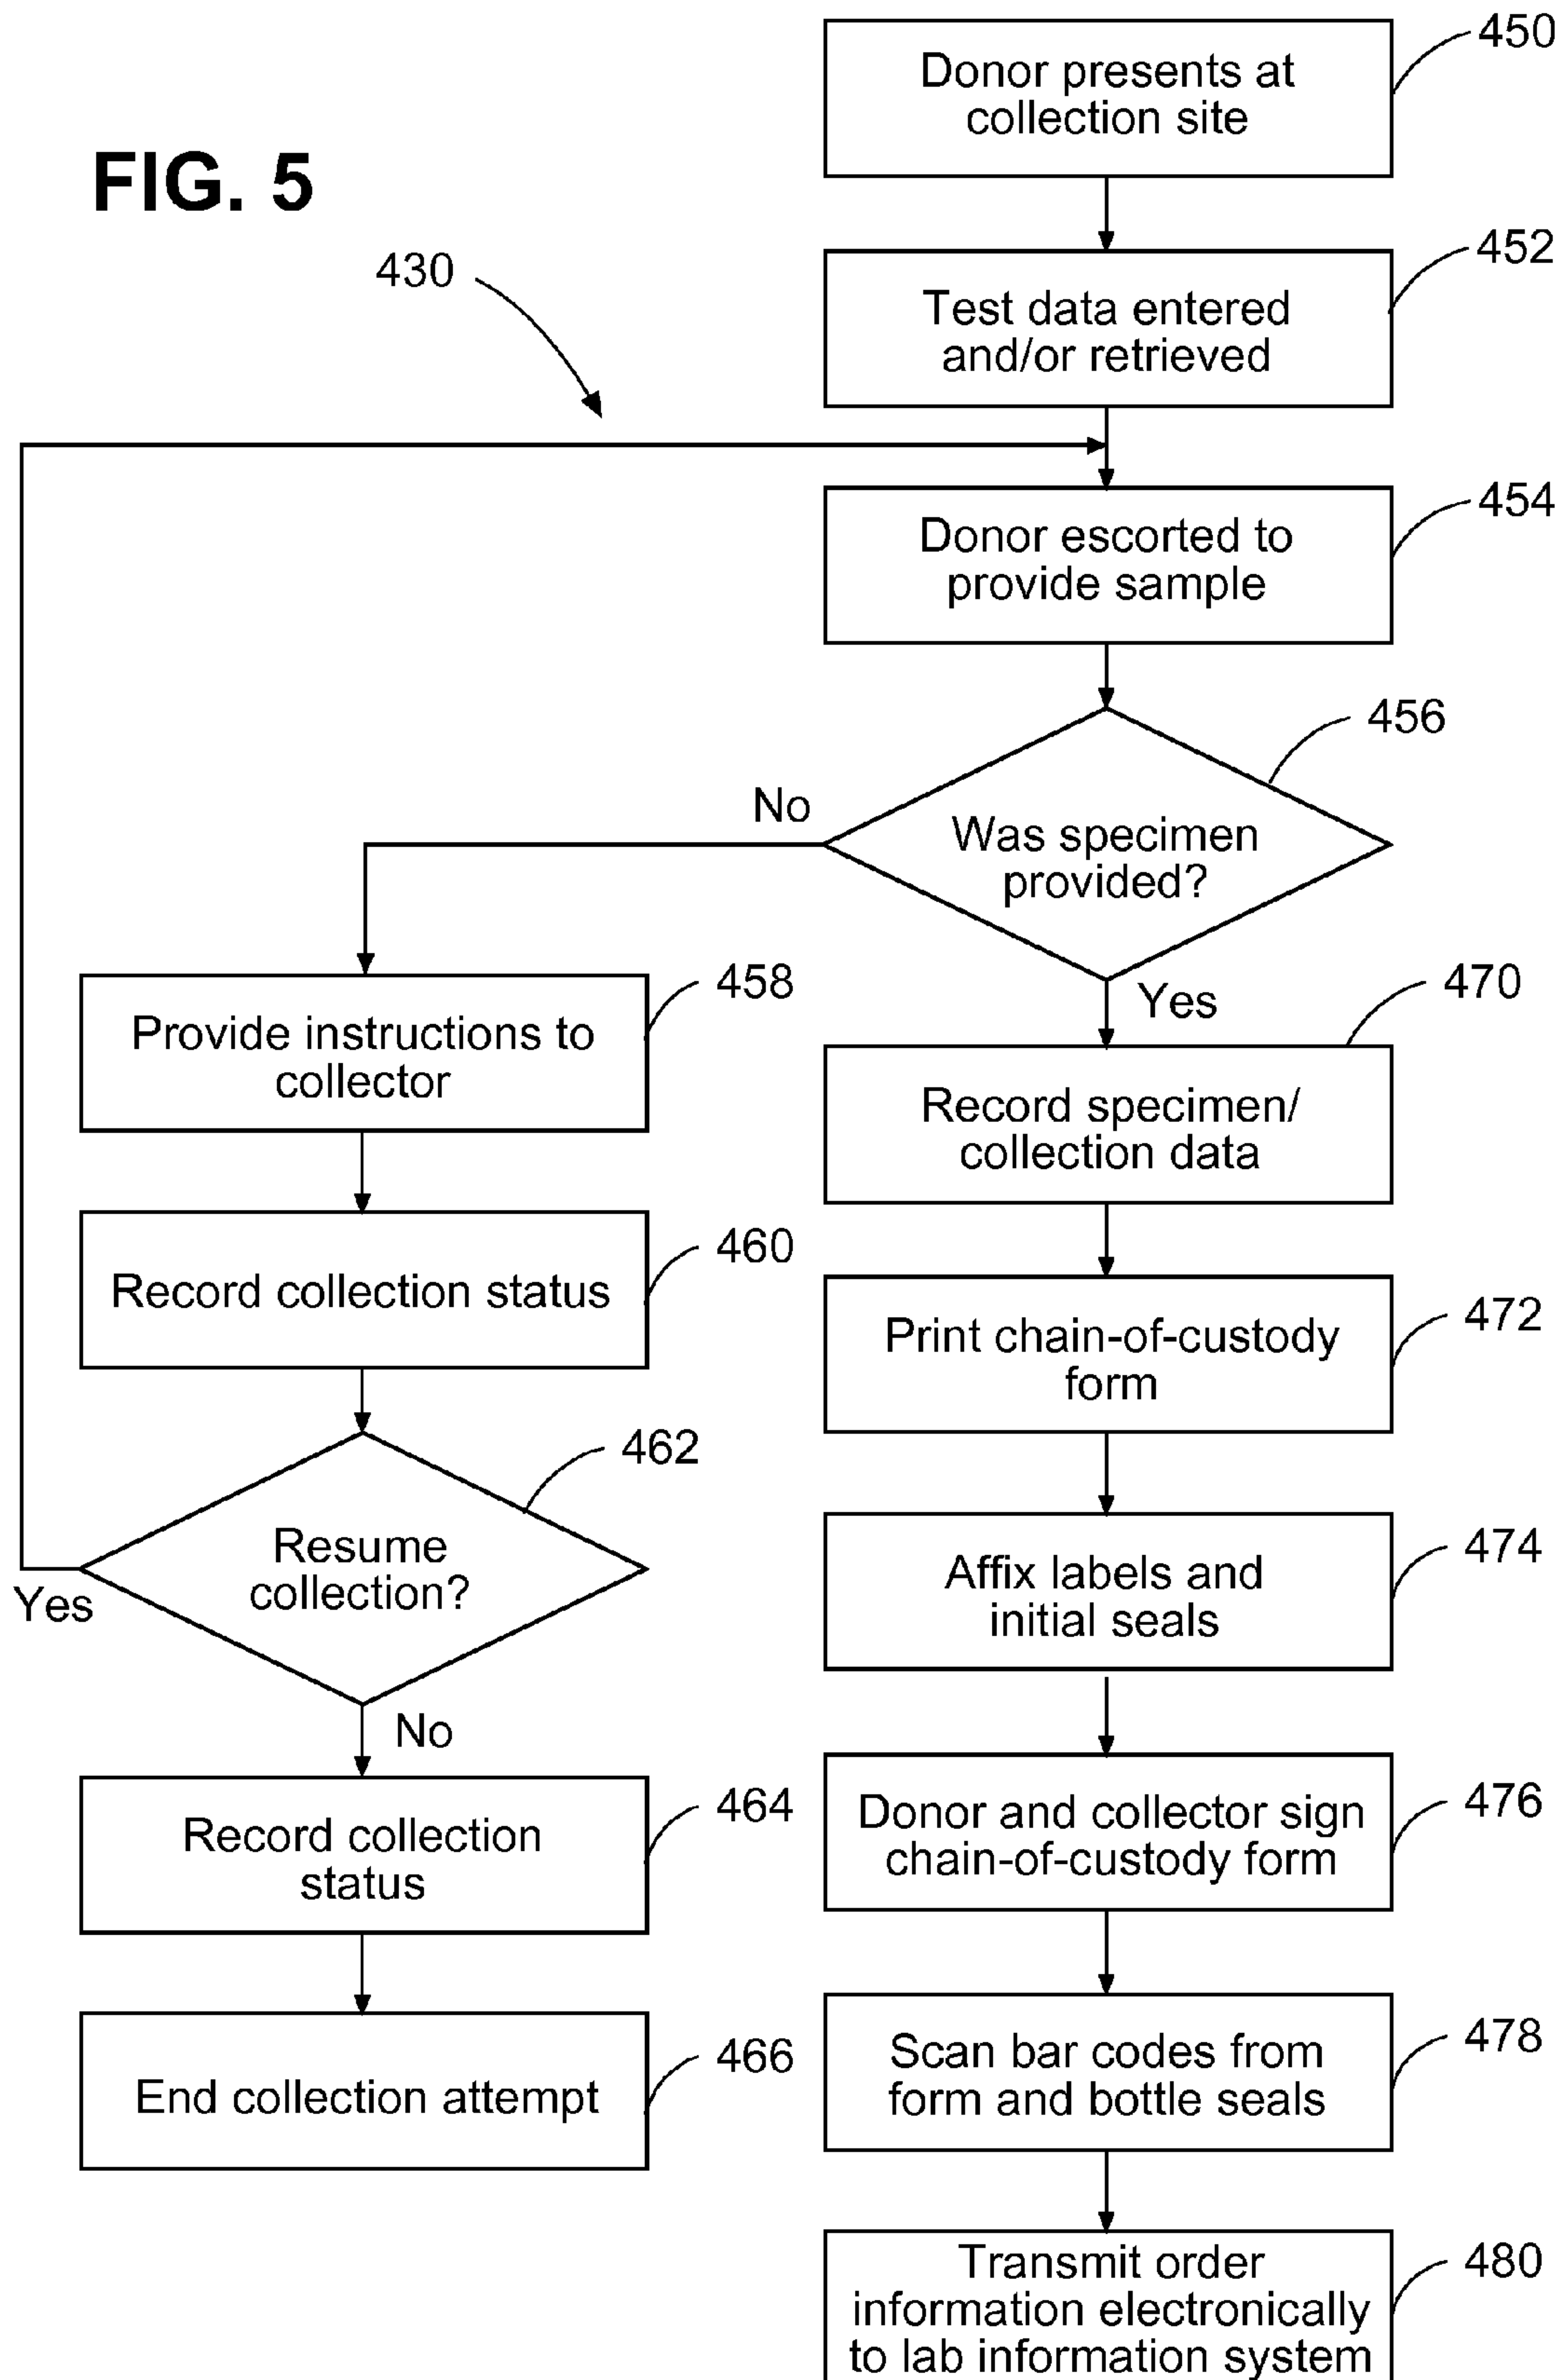 FIG. 5
430
Donor presents at
collection site
450
Test data entered
and/or retrieved
452
Donor escorted to
provide sample
454
Was specimen
provided?
456
No
Yes
Provide instructions to
collector
458
Record collection status
460
Resume
collection?
462
Yes
No
Record collection
status
464
End collection attempt
466
Record specimen/
collection data
470
Print chain-of-custody
form
472
Affix labels and
initial seals
474
Donor and collector sign
chain-of-custody form
476
Scan bar codes from
form and bottle seals
478
Transmit order
information electronically
to lab information system
480